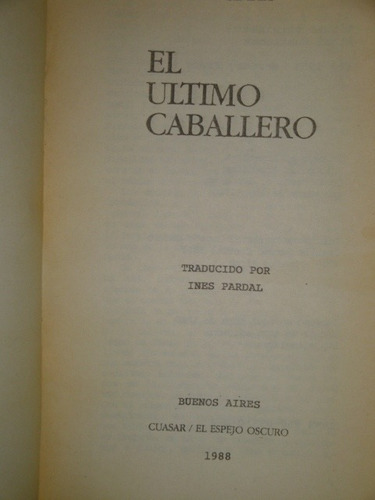 EL
ULTIMO
CABALLERO
TRADUCIDO POR
INES PARDAL
BUENOS AIRES
CUASAR / EL ESPEJO OSCURO
1988